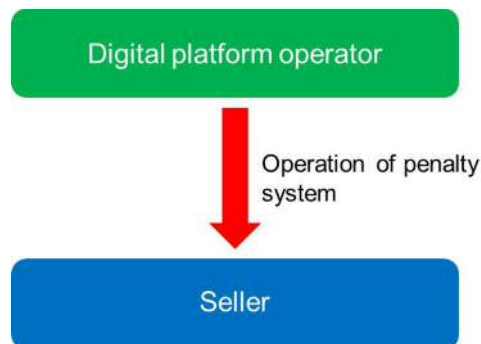 Digital platform operator
Operation of penalty
system
Seller